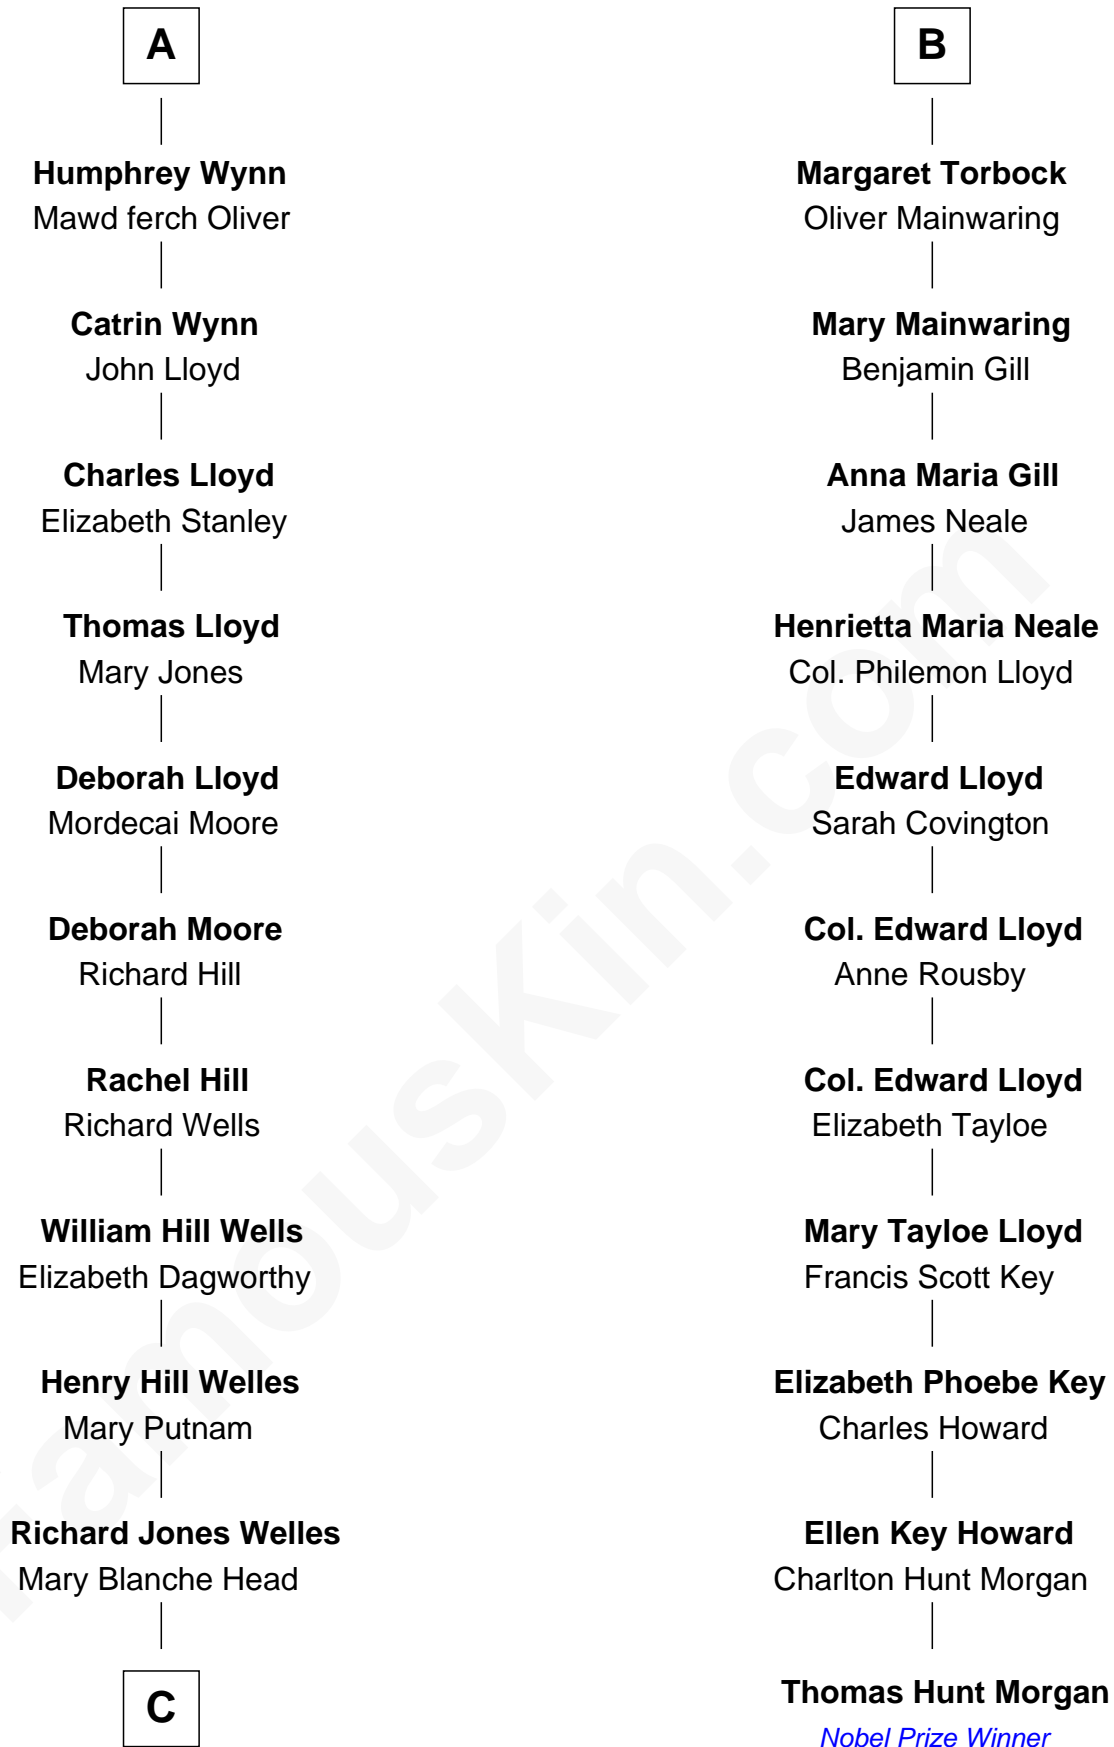 A
Humphrey Wynn
Mawd ferch Oliver
Catrin Wynn
John Lloyd
Charles Lloyd
Elizabeth Stanley
Thomas Lloyd
Mary Jones
Deborah Lloyd
Mordecai Moore
Deborah Moore
Richard Hill
Rachel Hill
Richard Wells
William Hill Wells
Elizabeth Dagworthy
Henry Hill Welles
Mary Putnam
Richard Jones Welles
Mary Blanche Head
C
B
Margaret Torbock
Oliver Mainwaring
Mary Mainwaring
Benjamin Gill
Anna Maria Gill
James Neale
Henrietta Maria Neale
Col. Philemon Lloyd
Edward Lloyd
Sarah Covington
Col. Edward Lloyd
Anne Rousby
Col. Edward Lloyd
Elizabeth Tayloe
Mary Tayloe Lloyd
Francis Scott Key
Elizabeth Phoebe Key
Charles Howard
Ellen Key Howard
Charlton Hunt Morgan
Thomas Hunt Morgan
Nobel Prize Winner
FamousKin.com